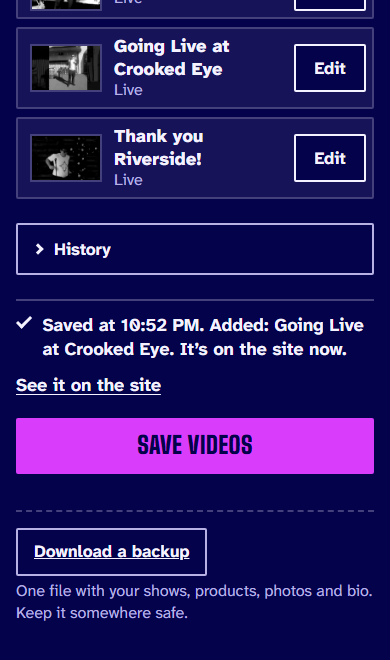 Live
Going Live at
Crooked Eye
Live
Edit
Thank you
Riverside!
Live
Edit
History
Saved at 10:52 PM. Added: Going Live
at Crooked Eye. It’s on the site now.
See it on the site
SAVE VIDEOS
Download a backup
One file with your shows, products, photos and bio.
Keep it somewhere safe.